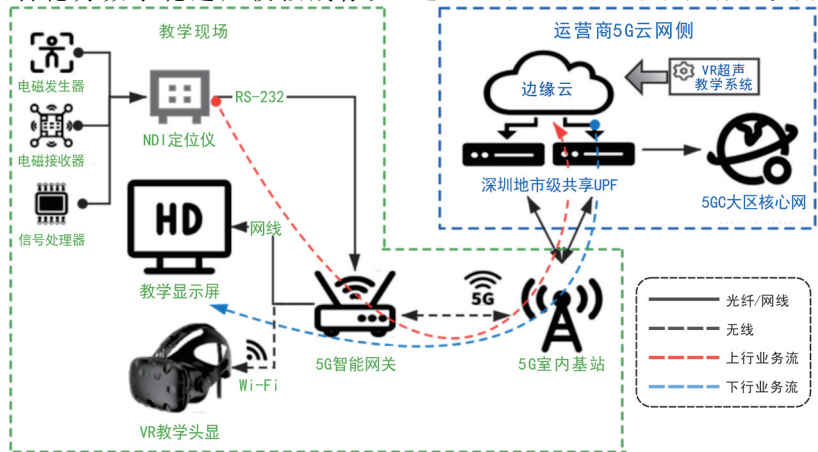 教学现场
电磁发生器
电磁接收器
信号处理器
NDI定位仪
RS-232
HD
网线
教学显示屏
5G智能网关
Wi-Fi
VR教学头显
5G
5G室内基站
运营商5G云网侧
边缘云
VR超声
教学系统
深圳地市级共享UPF
5GC大区核心网
光纤/网线
无线
上行业务流
下行业务流